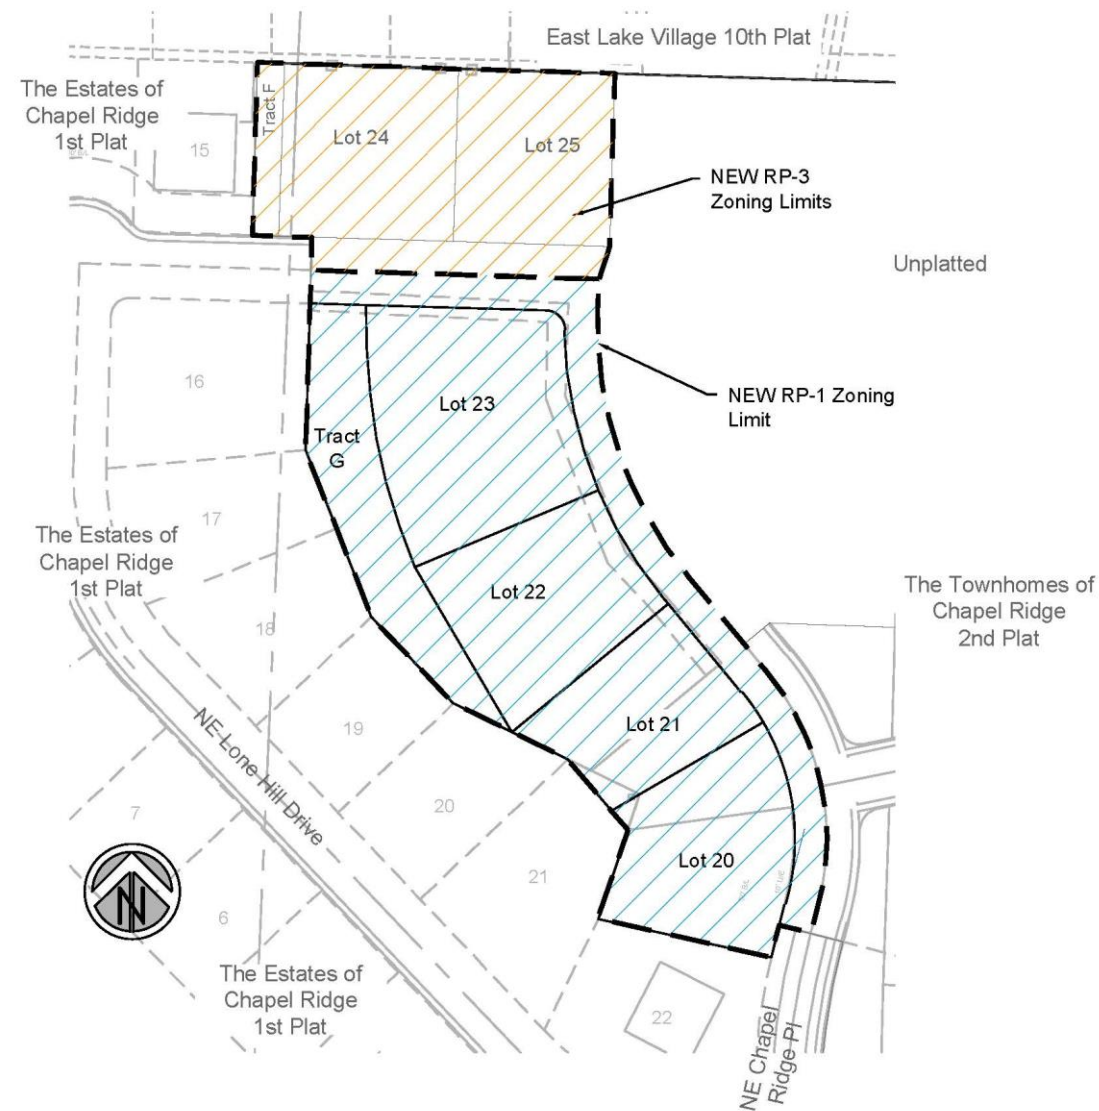 East Lake Village 10th Plat
The Estates of
Chapel Ridge
1st Plat
15
Tract F
Lot 24
Lot 25
NEW RP-3
Zoning Limits
Unplatted
16
Lot 23
NEW RP-1 Zoning
Limit
Tract
G
17
The Estates of
Chapel Ridge
1st Plat
Lot 22
The Townhomes of
Chapel Ridge
2nd Plat
18
19
NE Lone Hill Drive
Lot 21
20
7
Lot 20
21
N
6
The Estates of
Chapel Ridge
1st Plat
22
NE Chapel
Ridge Pl